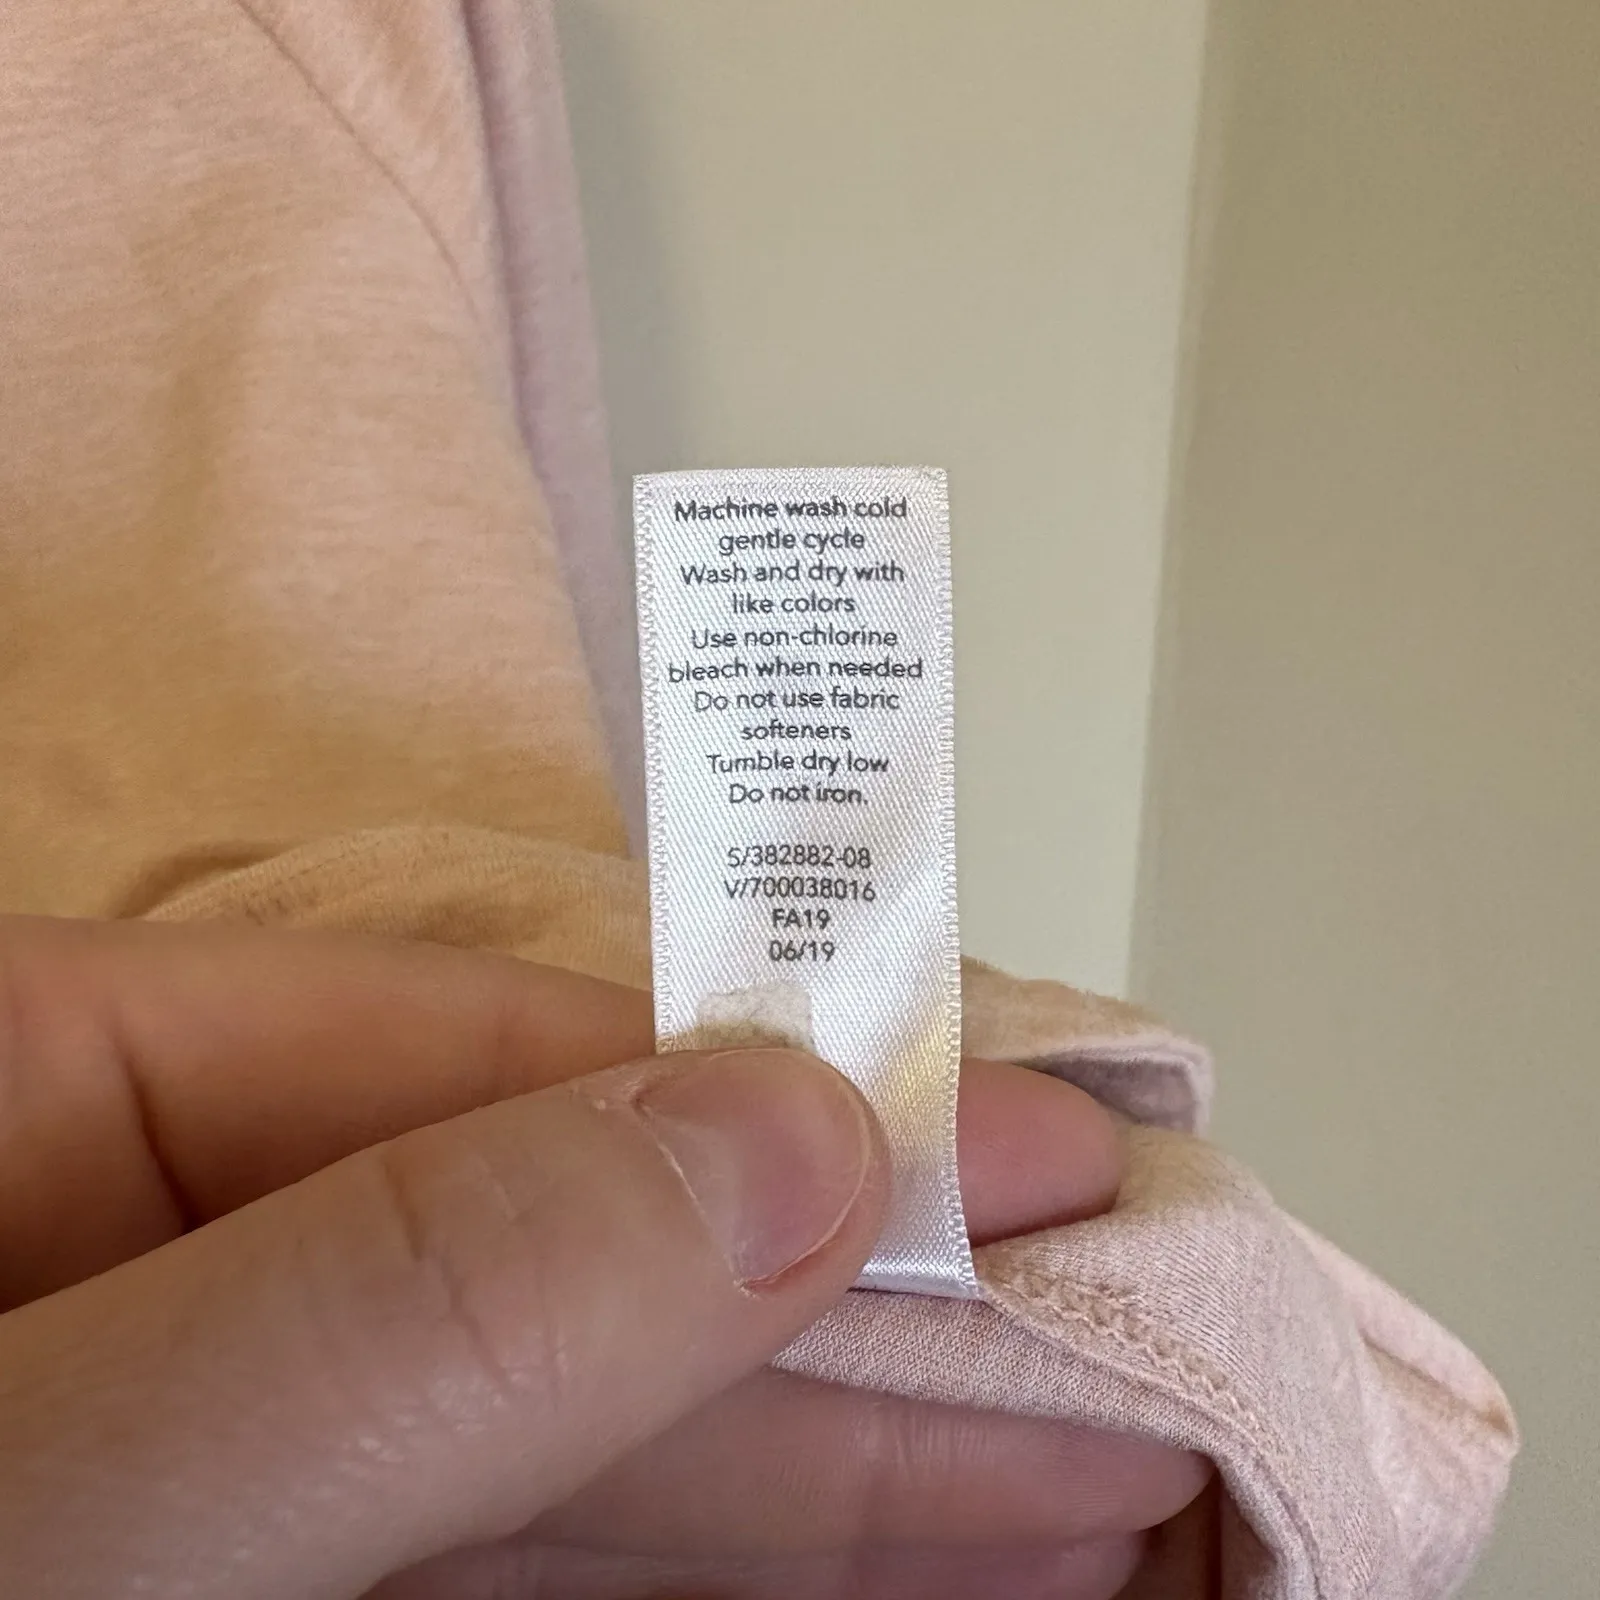 Machine wash cold
gentle cycle
Wash and dry with
like colors
Use non-chlorine
bleach when needed
Do not use fabric
softeners
Tumble dry low
Do not iron.
S/382882-08
V/700038016
FA19
06/19